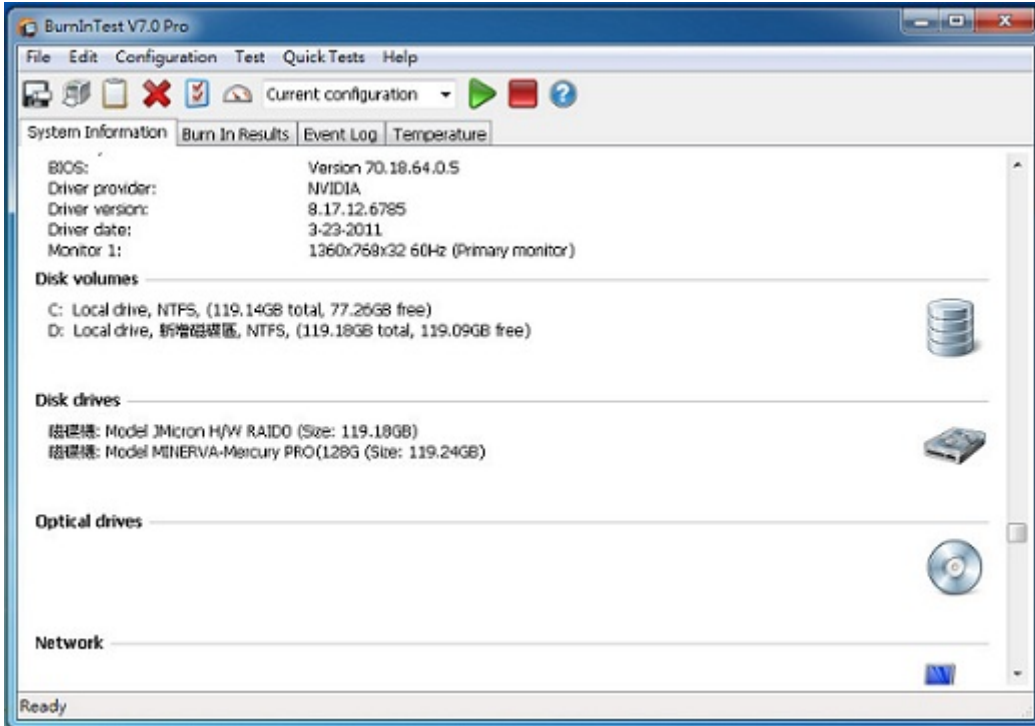 BurnInTest V7.0 Pro
File Edit Configuration Test Quick Tests Help
Current configuration
System Information Burn In Results Event Log Temperature
BIOS: Version 70.18.64.0.5
Driver provider: NVIDIA
Driver version: 8.17.12.6785
Driver date: 3-23-2011
Monitor 1: 1360x768x32 60Hz (Primary monitor)
Disk volumes
C: Local drive, NTFS, (119.14GB total, 77.26GB free)
D: Local drive, 新增磁碟區, NTFS, (119.18GB total, 119.09GB free)
Disk drives
磁碟機: Model JMicron H/W RAID0 (Size: 119.18GB)
磁碟機: Model MINERVA-Mercury PRO(128G (Size: 119.24GB)
Optical drives
Network
Ready